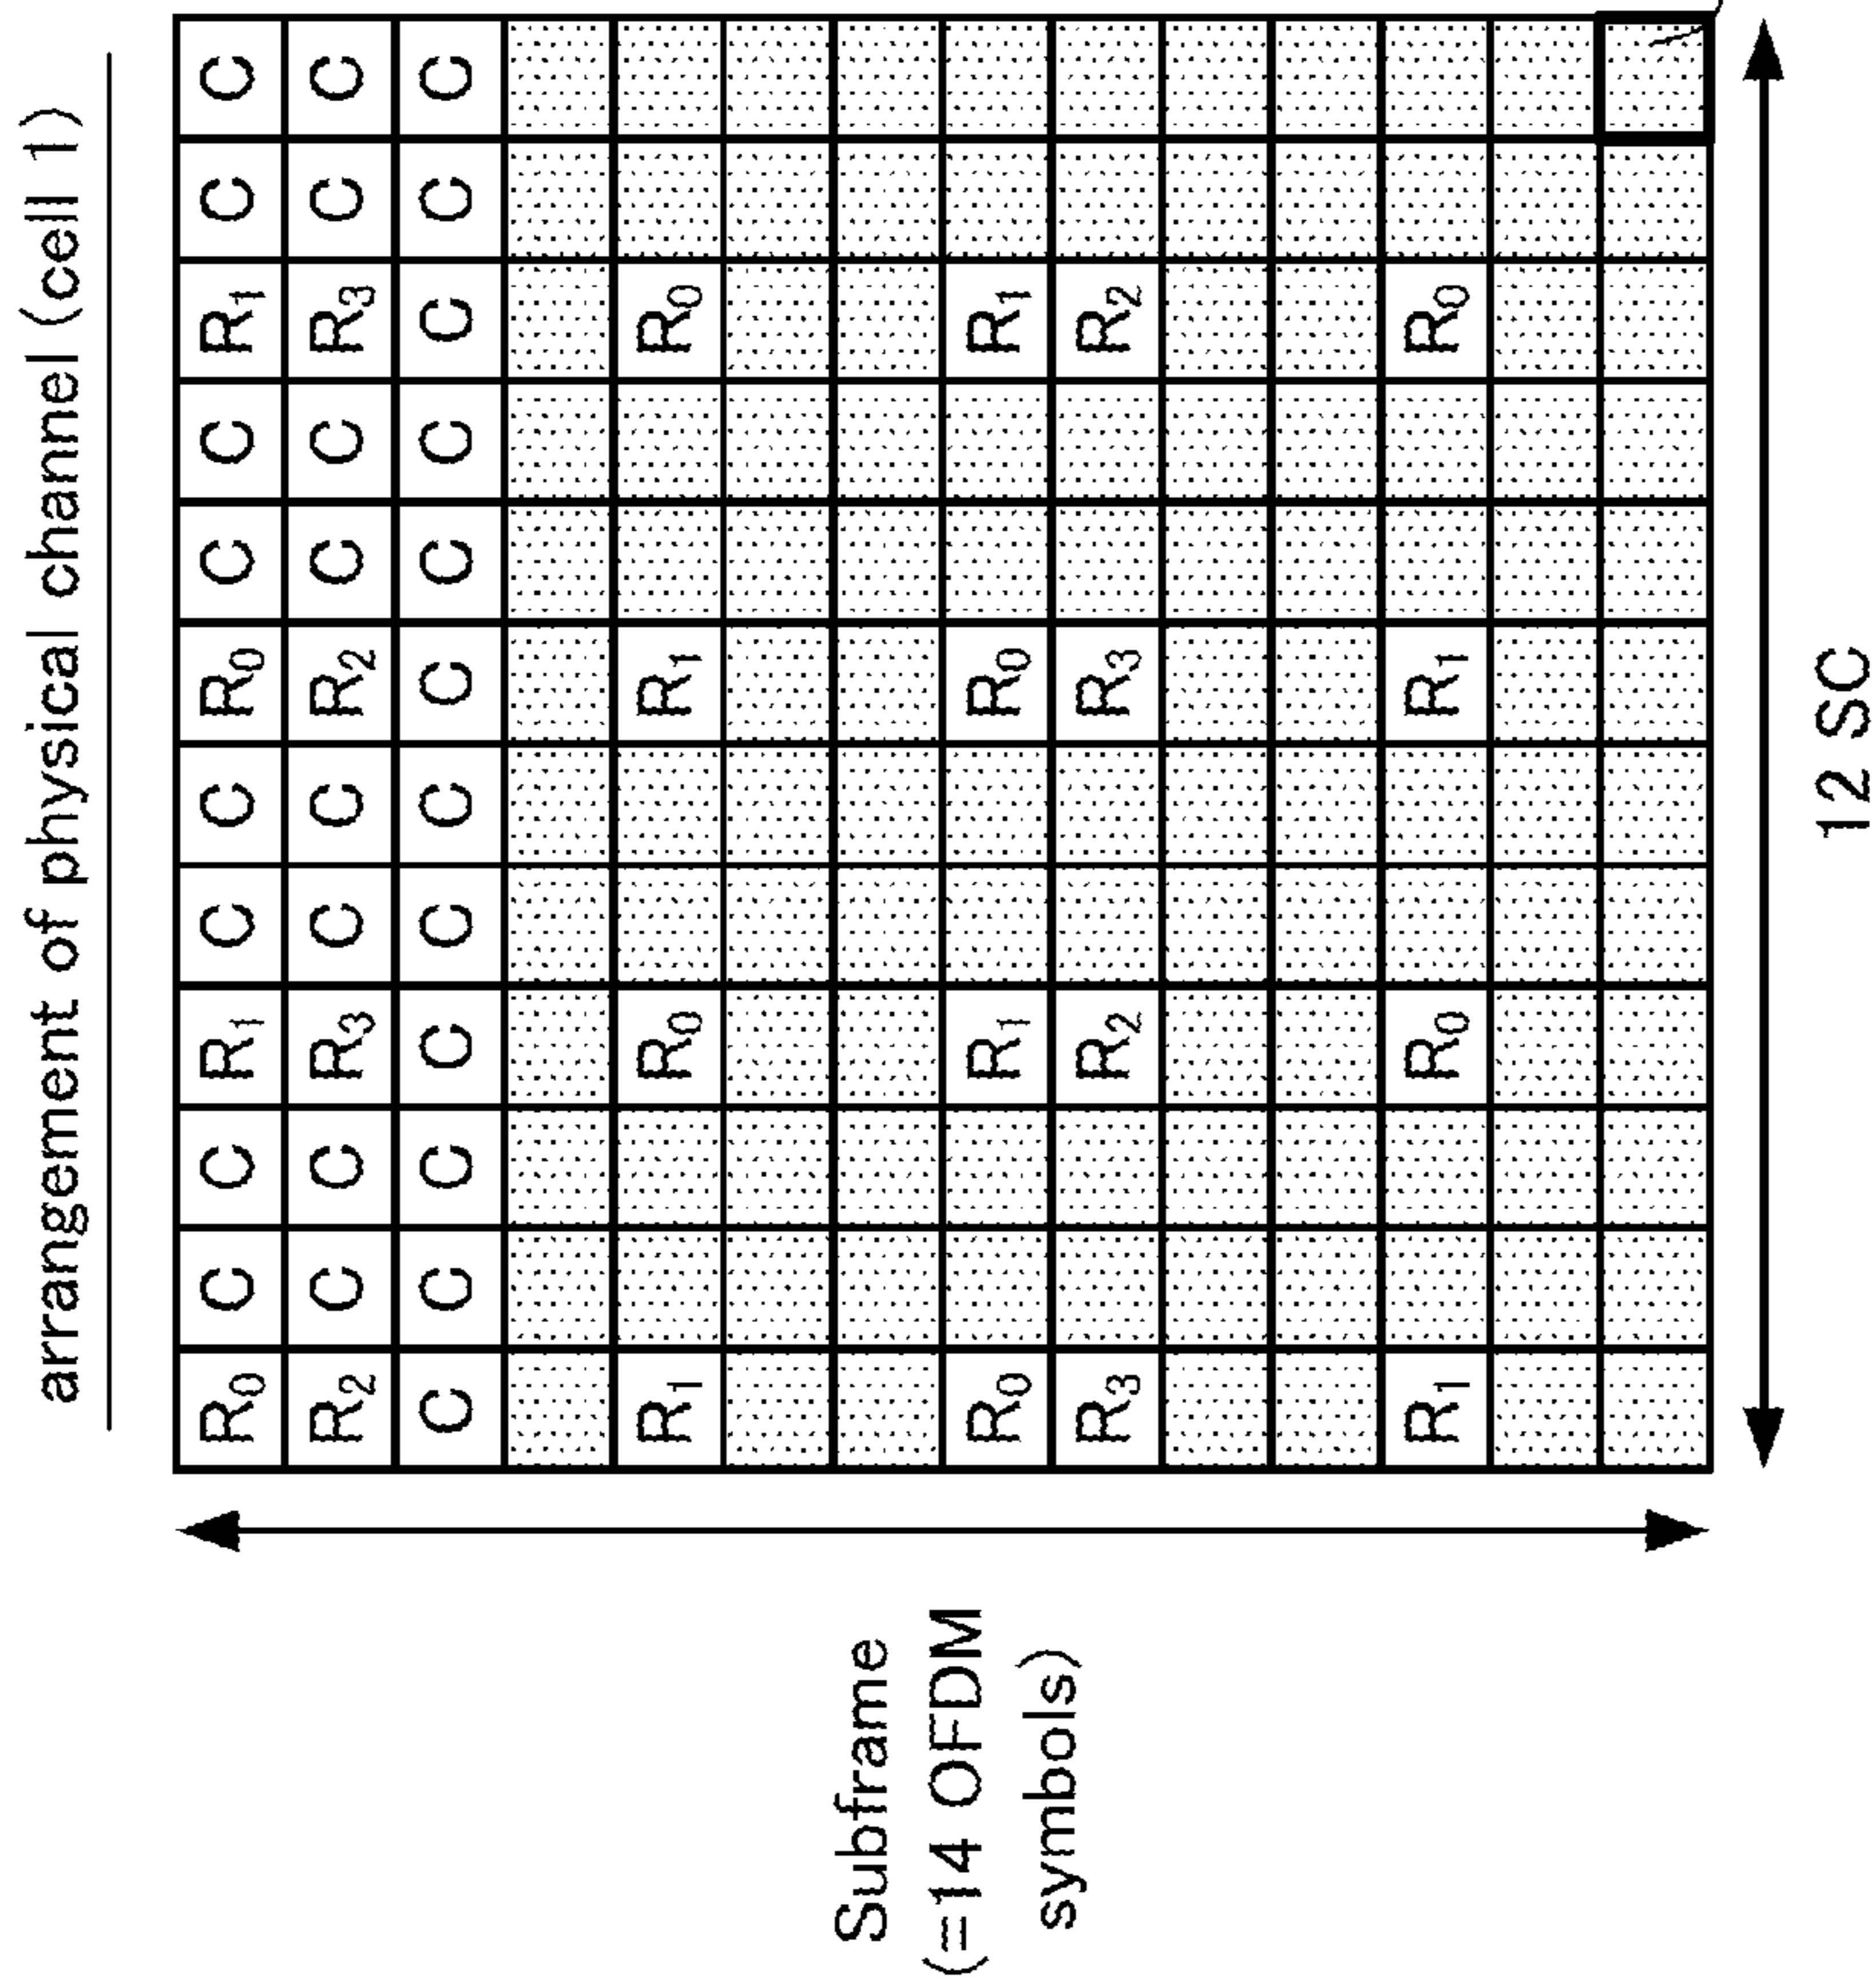 arrangement of physical channel (cell 1)
R0 C C R1 C C R0 C C R1 C C
R2 C C R3 C C R2 C C R3 C C
C C C C C C C C C C C C
R1 R0 R1 R0
R0 R1 R0 R1
R3 R2 R3 R2
R1 R0 R1 R0
Subframe
(=14 OFDM
symbols)
12 SC